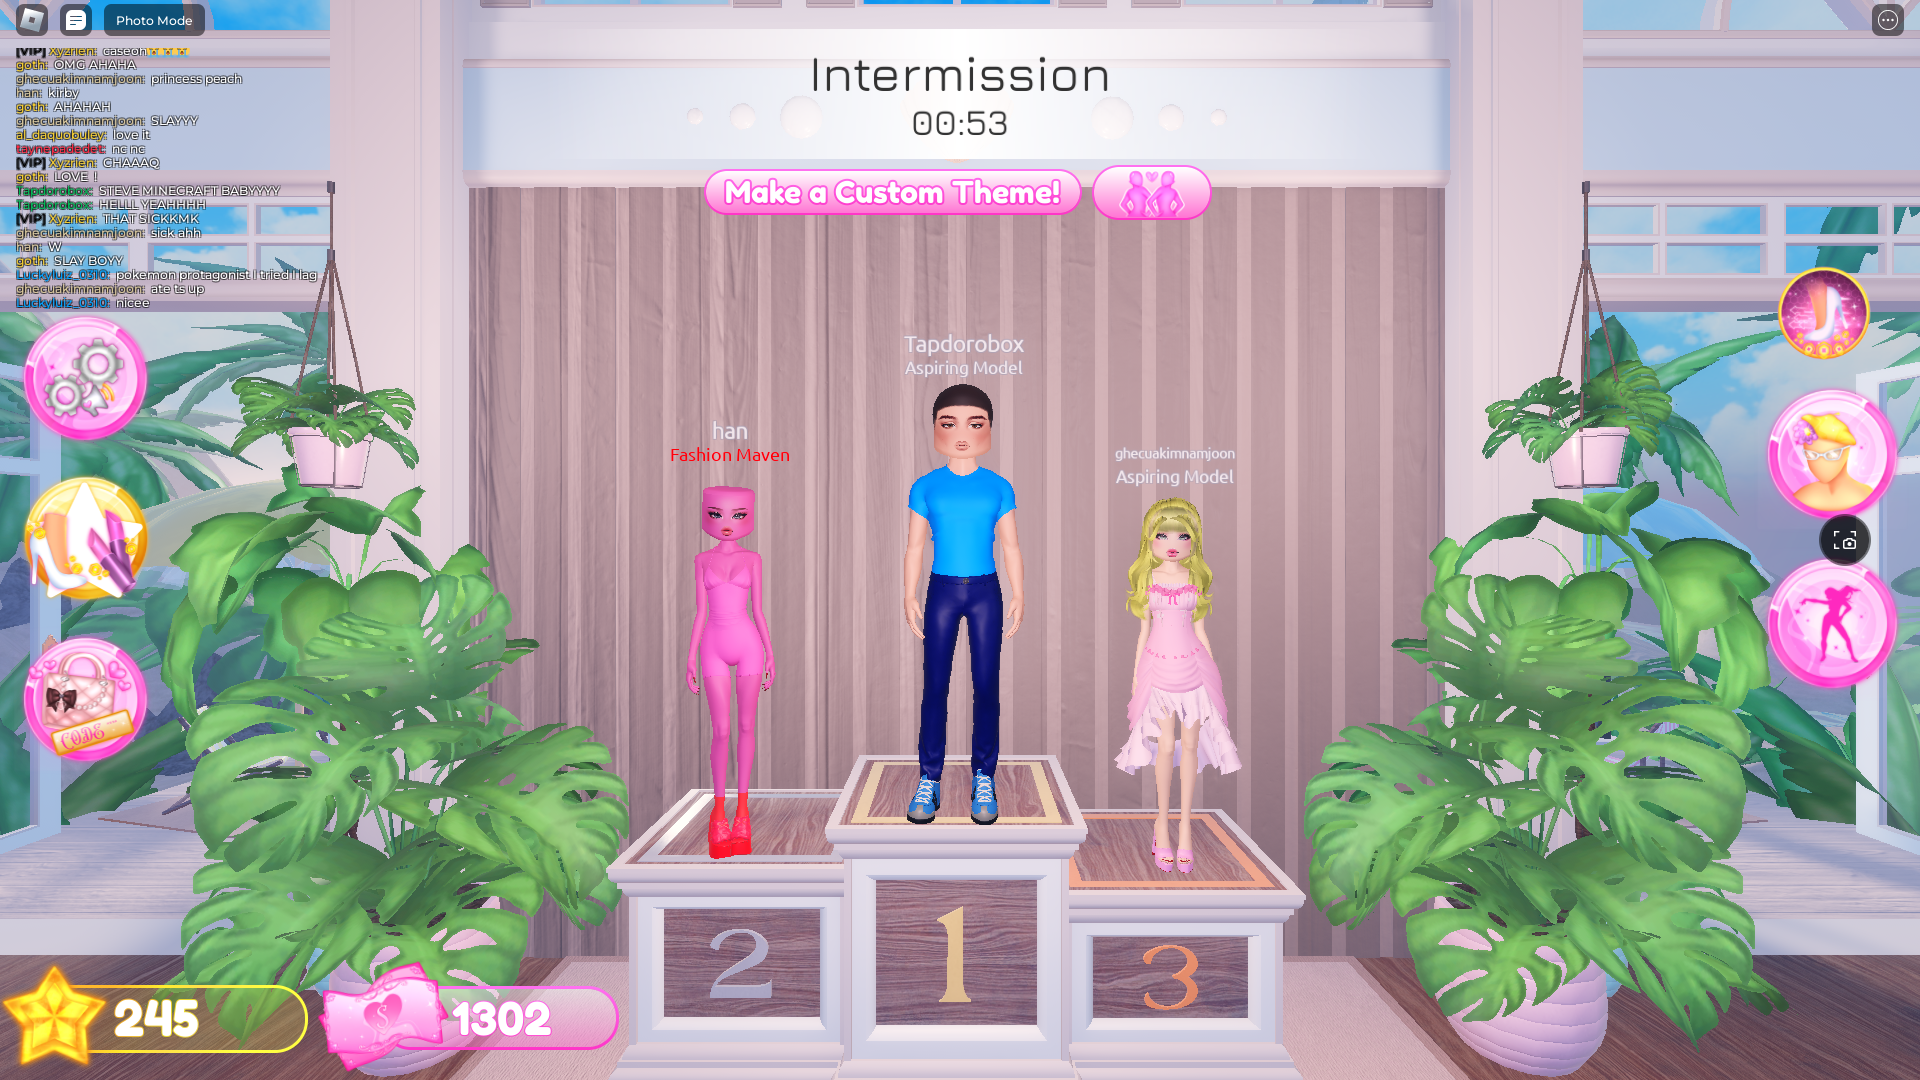 Photo Mode
[VIP] Xyzrien: caseoh
goth: OMG AHAHA
ghecuakimnamjoon: princess peach
han: kirby
goth: AHAHAH
ghecuakimnamjoon: SLAYYY
al_daquobuley: love it
taynepadedet: nc nc
[VIP] Xyzrien: CHAAAQ
goth: LOVE !
Tapdorobox: STEVE MINECRAFT BABYYYY
Tapdorobox: HELLL YEAHHHH
[VIP] Xyzrien: THAT SICKKMK
ghecuakimnamjoon: sick ahh
han: W
goth: SLAY BOYY
Luckyluiz_0310: pokemon protagonist I tried I lag
ghecuakimnamjoon: ate ts up
Luckyluiz_0310: nicee
Intermission
00:53
Make a Custom Theme!
Tapdorobox
Aspiring Model
han
Fashion Maven
ghecuakimnamjoon
Aspiring Model
CODE
2
1
3
245
1302